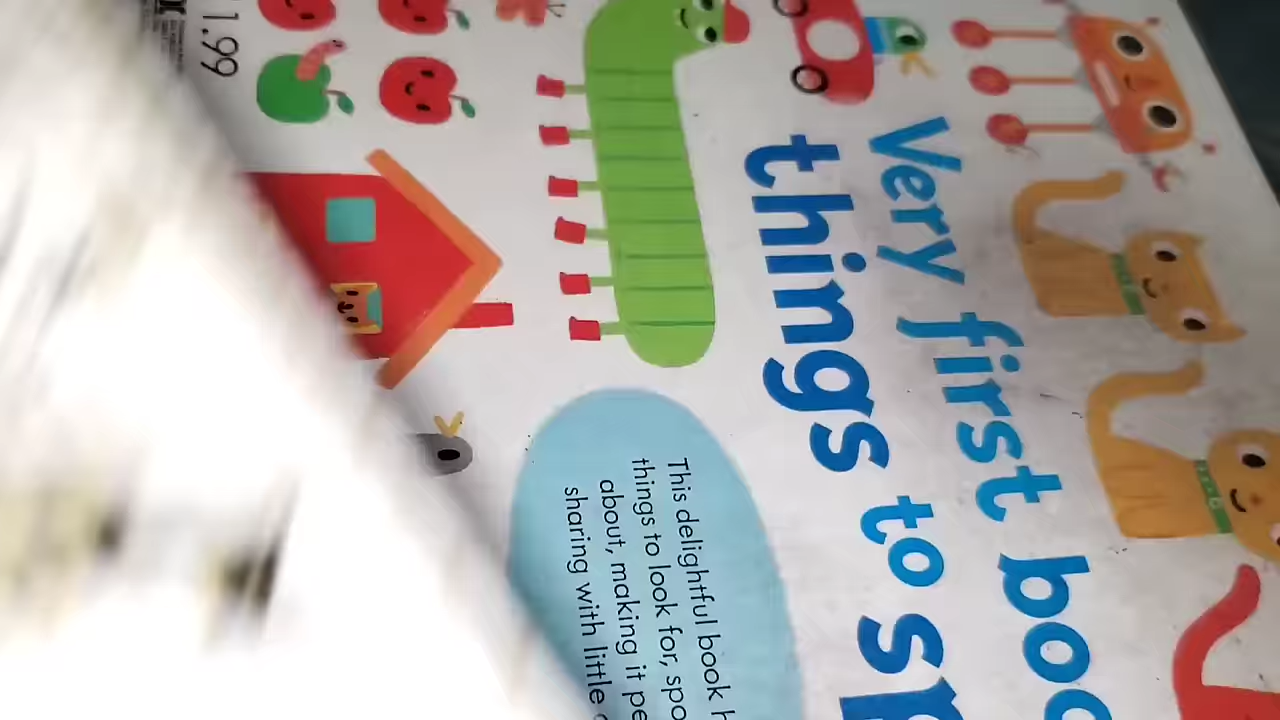 Very first boo
things to sp
This delightful book h
things to look for, spo
about, making it pe
sharing with little
1.99